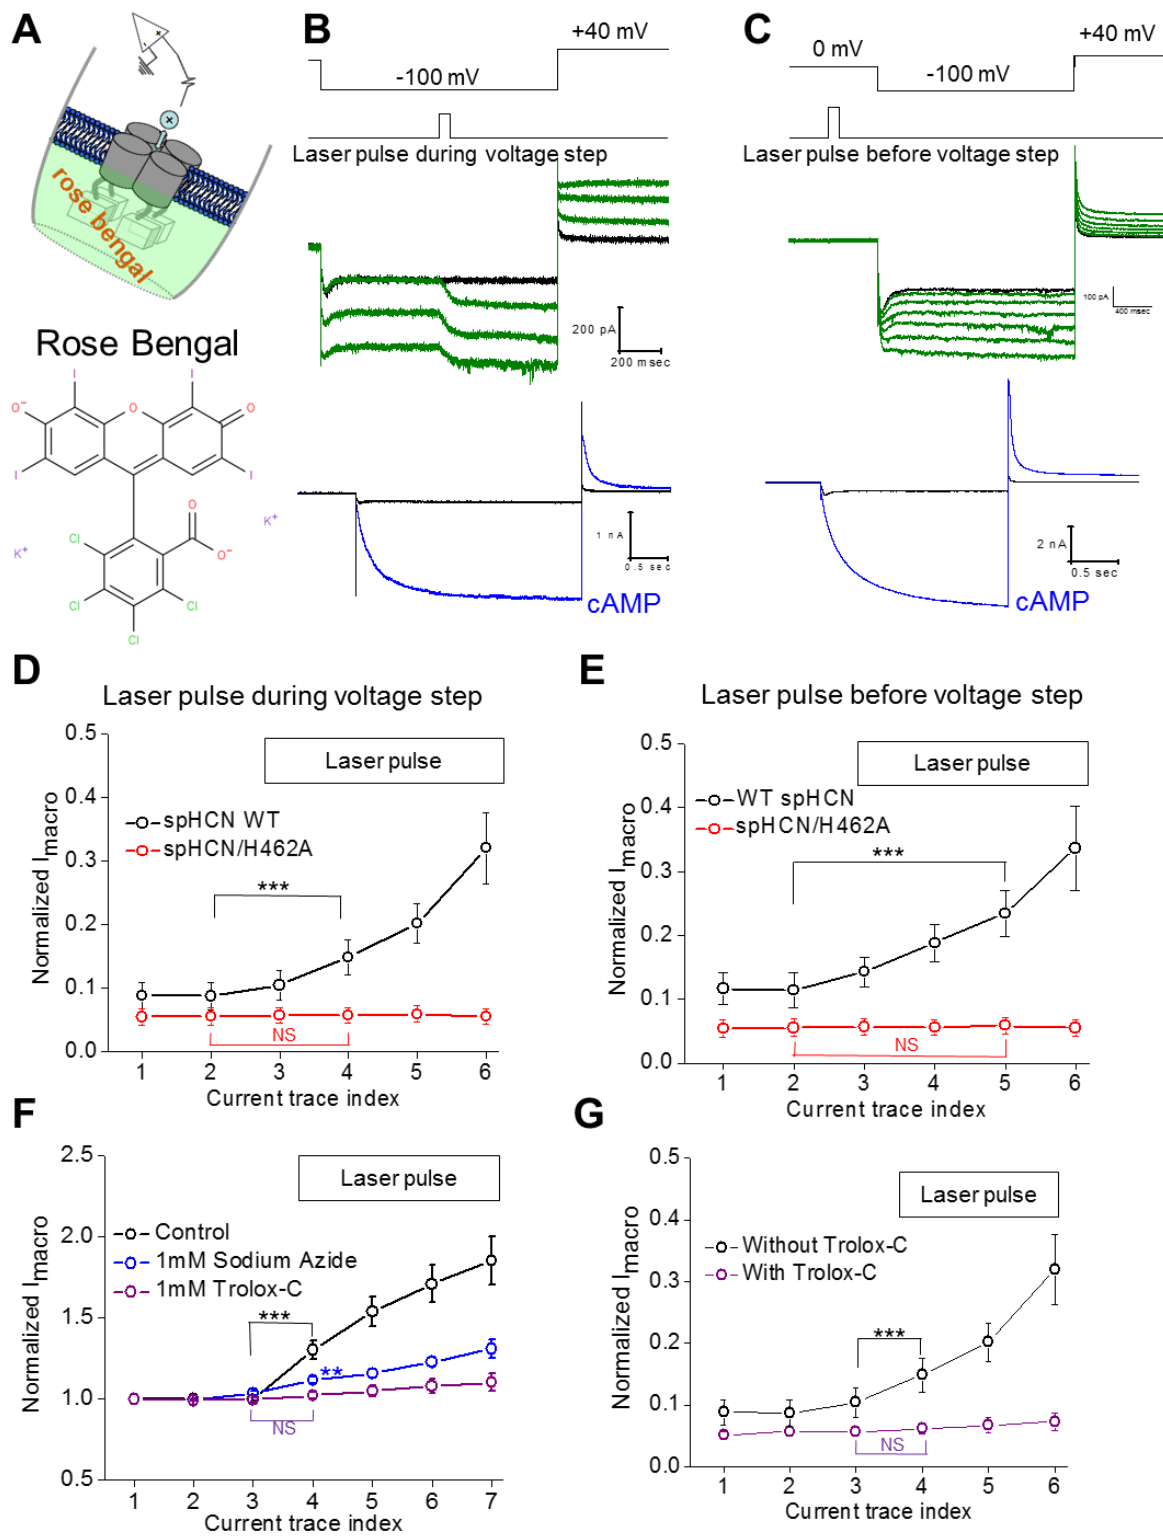 A
rose bengal
Rose Bengal
I
I
O⁻
O
O
I
I
O
O⁻
K⁺
K⁺
Cl
Cl
Cl
Cl
B
+40 mV
-100 mV
Laser pulse during voltage step
200 pA
200 msec
1 nA
0.5 sec
cAMP
C
0 mV
+40 mV
-100 mV
Laser pulse before voltage step
100 pA
400 msec
2 nA
0.5 sec
cAMP
D
Laser pulse during voltage step
Laser pulse
spHCN WT
spHCN/H462A
***
NS
Normalized Imacro
0.5
0.4
0.3
0.2
0.1
0.0
1 2 3 4 5 6
Current trace index
E
Laser pulse before voltage step
Laser pulse
WT spHCN
spHCN/H462A
***
NS
Normalized Imacro
0.5
0.4
0.3
0.2
0.1
0.0
1 2 3 4 5 6
Current trace index
F
Laser pulse
Control
1mM Sodium Azide
1mM Trolox-C
***
**
NS
Normalized Imacro
2.5
2.0
1.5
1.0
0.5
1 2 3 4 5 6 7
Current trace index
G
Laser pulse
Without Trolox-C
With Trolox-C
***
NS
Normalized Imacro
0.5
0.4
0.3
0.2
0.1
0.0
1 2 3 4 5 6
Current trace index